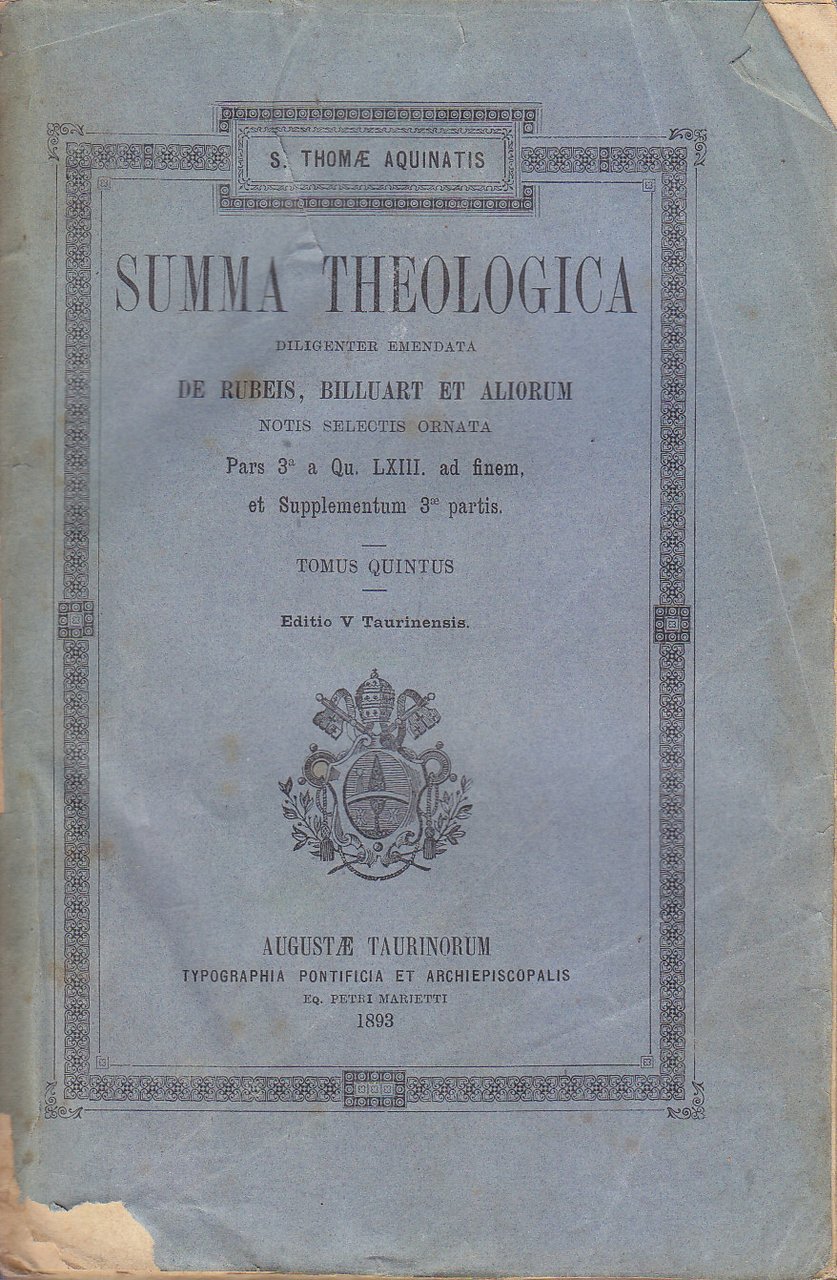 S. THOMÆ AQUINATIS
SUMMA THEOLOGICA
DILIGENTER EMENDATA
DE RUBEIS, BILLUART ET ALIORUM
NOTIS SELECTIS ORNATA
Pars 3ª a Qu. LXIII. ad finem,
et Supplementum 3æ partis.
TOMUS QUINTUS
Editio V Taurinensis.
AUGUSTÆ TAURINORUM
TYPOGRAPHIA PONTIFICIA ET ARCHIEPISCOPALIS
EQ. PETRI MARIETTI
1893